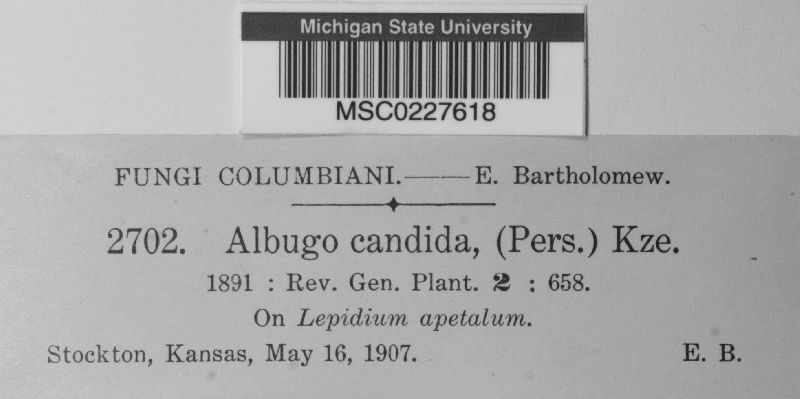 Michigan State University
MSC0227618
FUNGI COLUMBIANI.——E. Bartholomew.
2702. Albugo candida, (Pers.) Kze.
1891 : Rev. Gen. Plant. 2 : 658.
On Lepidium apetalum.
Stockton, Kansas, May 16, 1907. E. B.